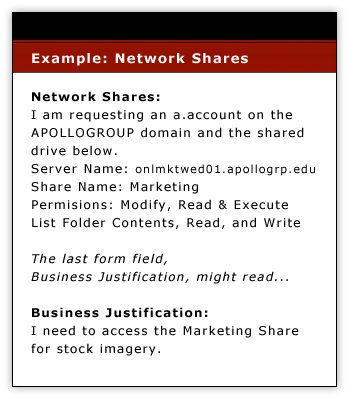 Example: Network Shares
Network Shares:
I am requesting an a.account on the
APOLLOGROUP domain and the shared
drive below.
Server Name: onlmktwed01.apollogrp.edu
Share Name: Marketing
Permisions: Modify, Read & Execute
List Folder Contents, Read, and Write
The last form field,
Business Justification, might read...
Business Justification:
I need to access the Marketing Share
for stock imagery.